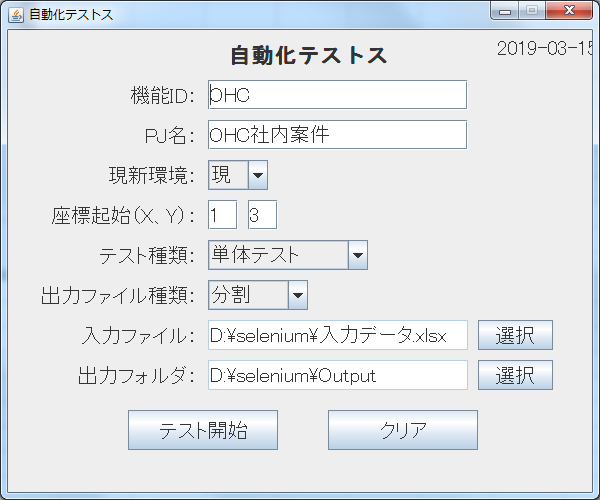 自動化テストス
自動化テストス
2019-03-15
機能ID: OHC
PJ名: OHC社内案件
現新環境: 現
座標起始(X、Y): 1 3
テスト種類: 単体テスト
出力ファイル種類: 分割
入力ファイル: D:¥selenium¥入力データ.xlsx 選択
出力フォルダ: D:¥selenium¥Output 選択
テスト開始 クリア